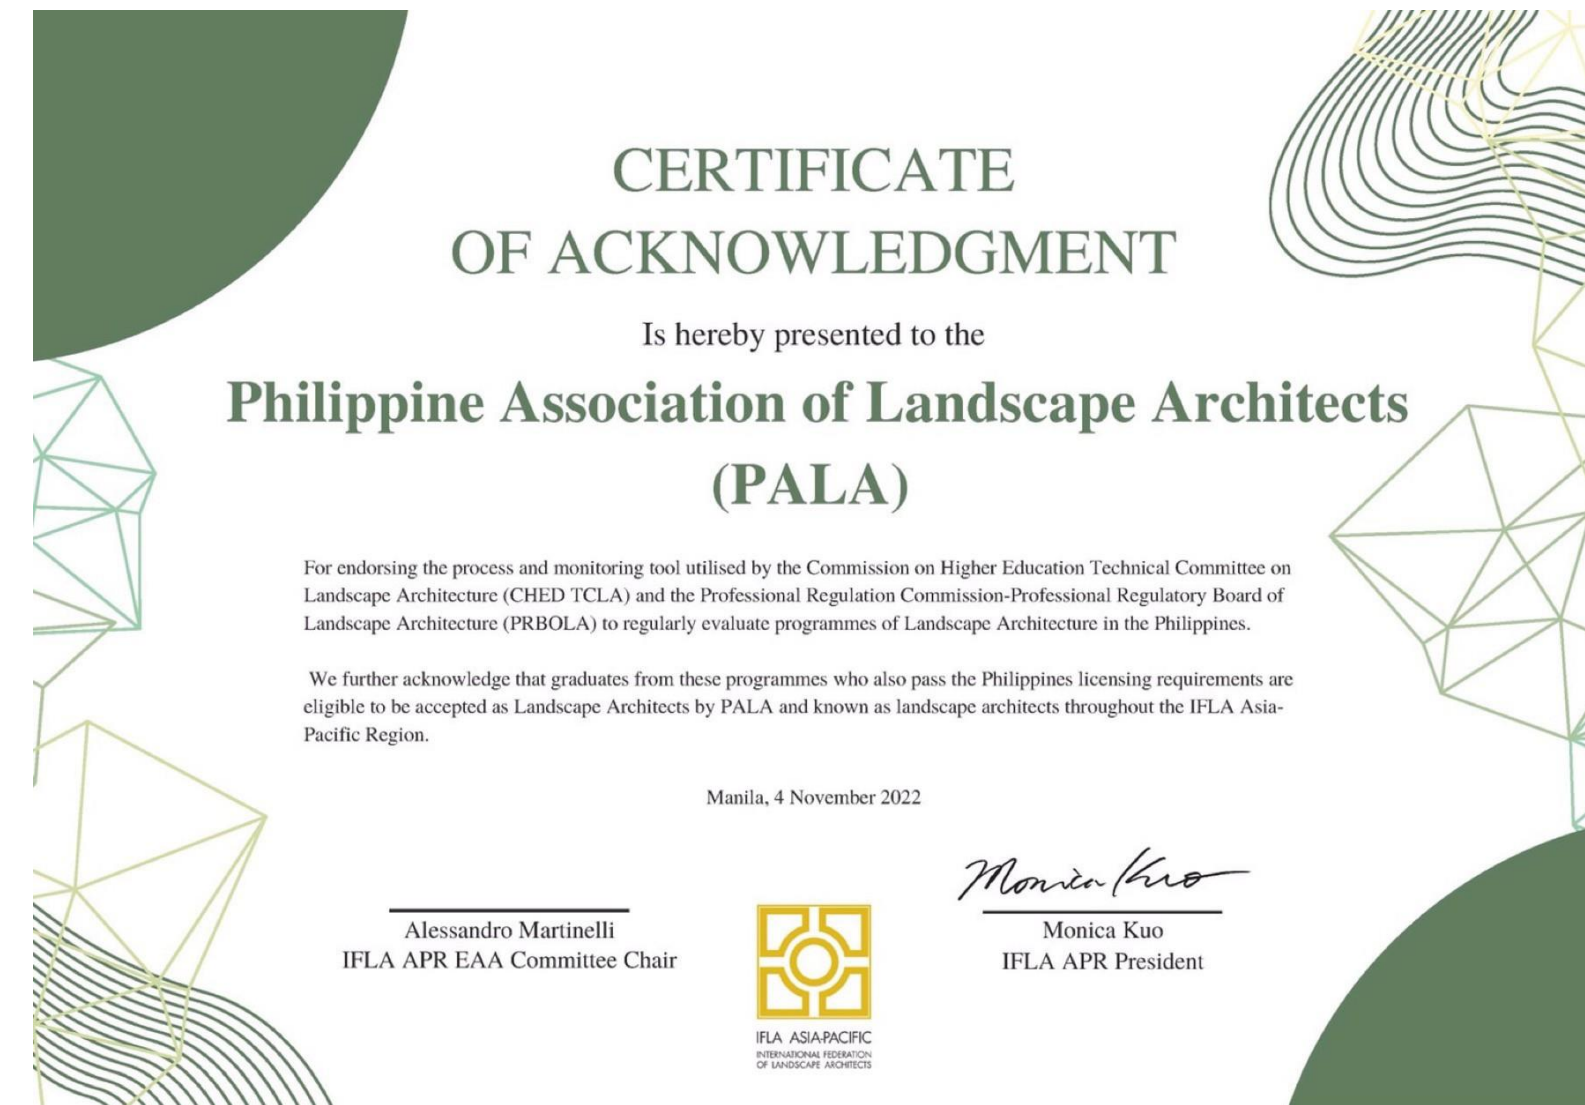 CERTIFICATE
OF ACKNOWLEDGMENT
Is hereby presented to the
Philippine Association of Landscape Architects
(PALA)
For endorsing the process and monitoring tool utilised by the Commission on Higher Education Technical Committee on
Landscape Architecture (CHED TCLA) and the Professional Regulation Commission-Professional Regulatory Board of
Landscape Architecture (PRBOLA) to regularly evaluate programmes of Landscape Architecture in the Philippines.
We further acknowledge that graduates from these programmes who also pass the Philippines licensing requirements are
eligible to be accepted as Landscape Architects by PALA and known as landscape architects throughout the IFLA Asia-
Pacific Region.
Manila, 4 November 2022
Monica Kuo
Alessandro Martinelli
IFLA APR EAA Committee Chair
Monica Kuo
IFLA APR President
IFLA ASIA-PACIFIC
INTERNATIONAL FEDERATION
OF LANDSCAPE ARCHITECTS